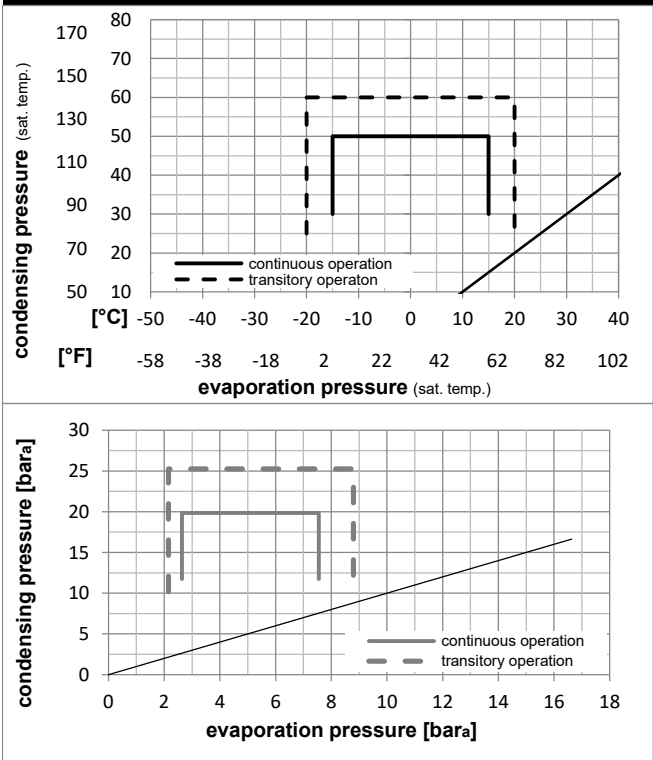 condensing pressure (sat. temp.)
170 80
70
150 60
130 50
110 40
90 30
70 20
50 10
continuous operation
transitory operaton
[°C] -50 -40 -30 -20 -10 0 10 20 30 40
[°F] -58 -38 -18 2 22 42 62 82 102
evaporation pressure (sat. temp.)
condensing pressure [bara]
30
25
20
15
10
5
0
continuous operation
transitory operation
0 2 4 6 8 10 12 14 16 18
evaporation pressure [bara]